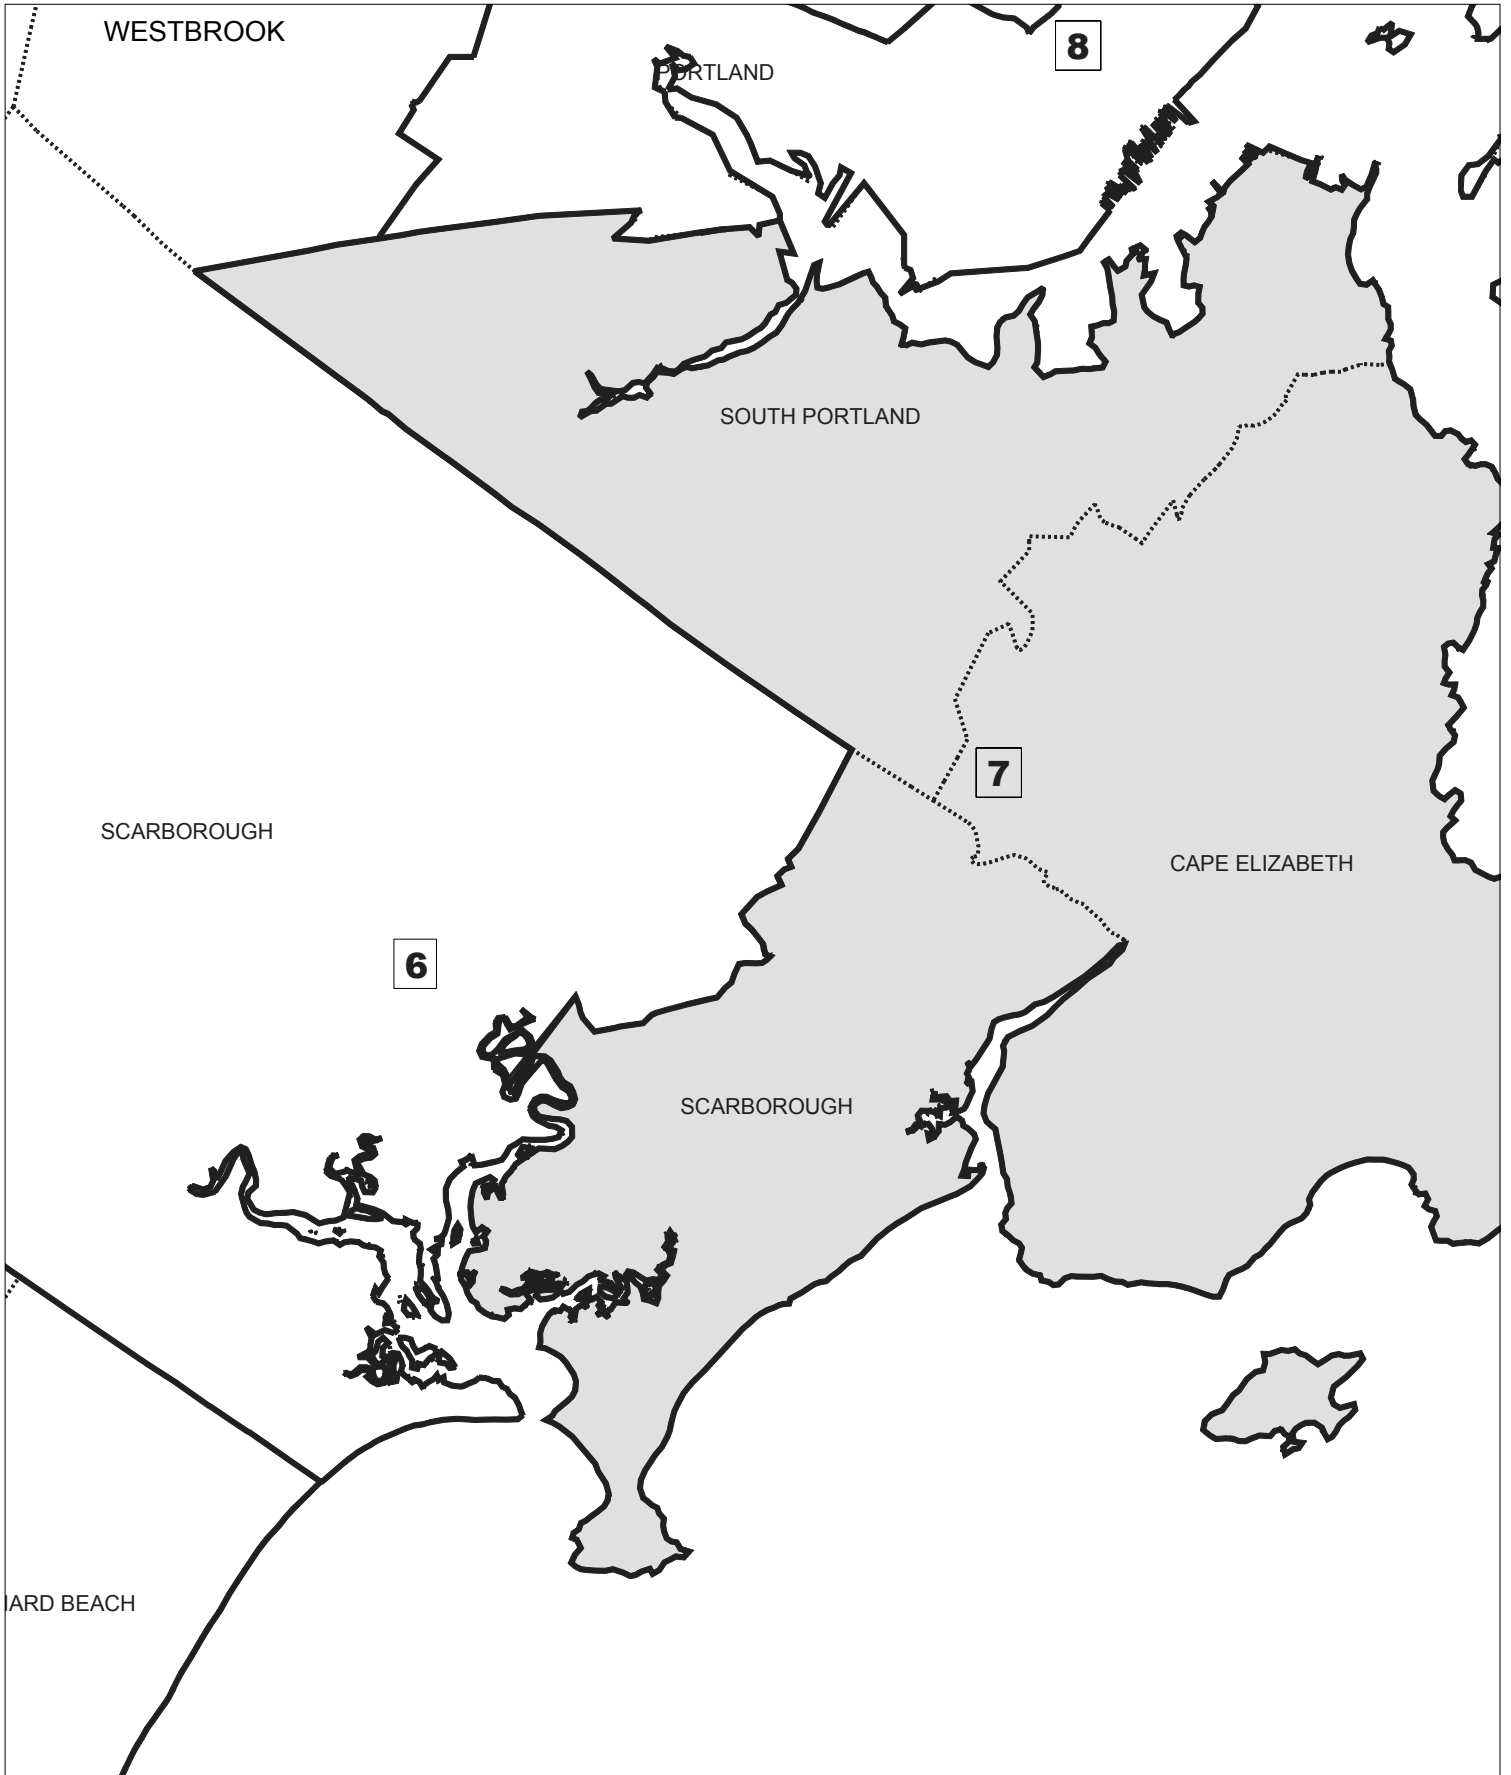 WESTBROOK
8
PORTLAND
SOUTH PORTLAND
7
SCARBOROUGH
CAPE ELIZABETH
6
SCARBOROUGH
IARD BEACH